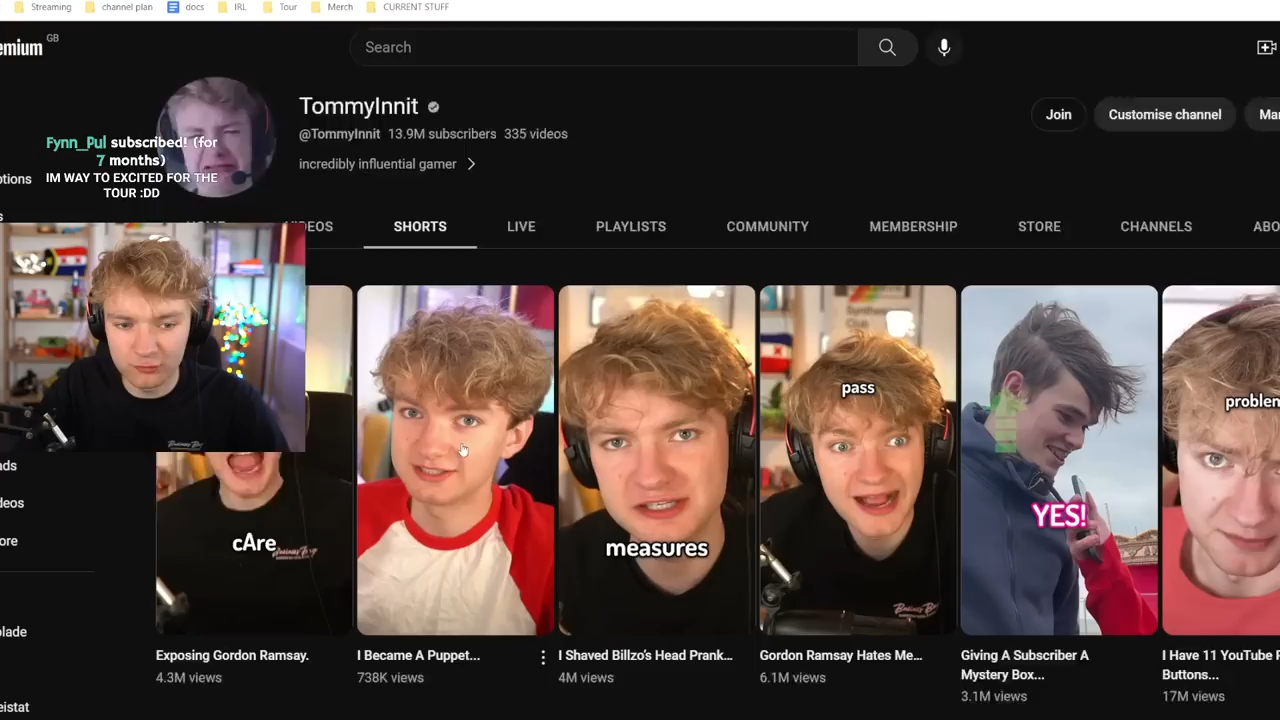 Streaming
channel plan
docs
IRL
Tour
Merch
CURRENT STUFF
emium GB
Search
TommyInnit
@TommyInnit 13.9M subscribers 335 videos
incredibly influential gamer
Join
Customise channel
Fynn_Pul subscribed! (for
7 months)
IM WAY TO EXCITED FOR THE
TOUR :DD
ptions
s
EOS
SHORTS
LIVE
PLAYLISTS
COMMUNITY
MEMBERSHIP
STORE
CHANNELS
ABO
cAre
measures
pass
YES!
problem
ads
deos
ore
olade
eistat
Exposing Gordon Ramsay.
4.3M views
I Became A Puppet...
738K views
I Shaved Billzo's Head Prank...
4M views
Gordon Ramsay Hates Me...
6.1M views
Giving A Subscriber A
Mystery Box...
3.1M views
I Have 11 YouTube P
Buttons...
17M views